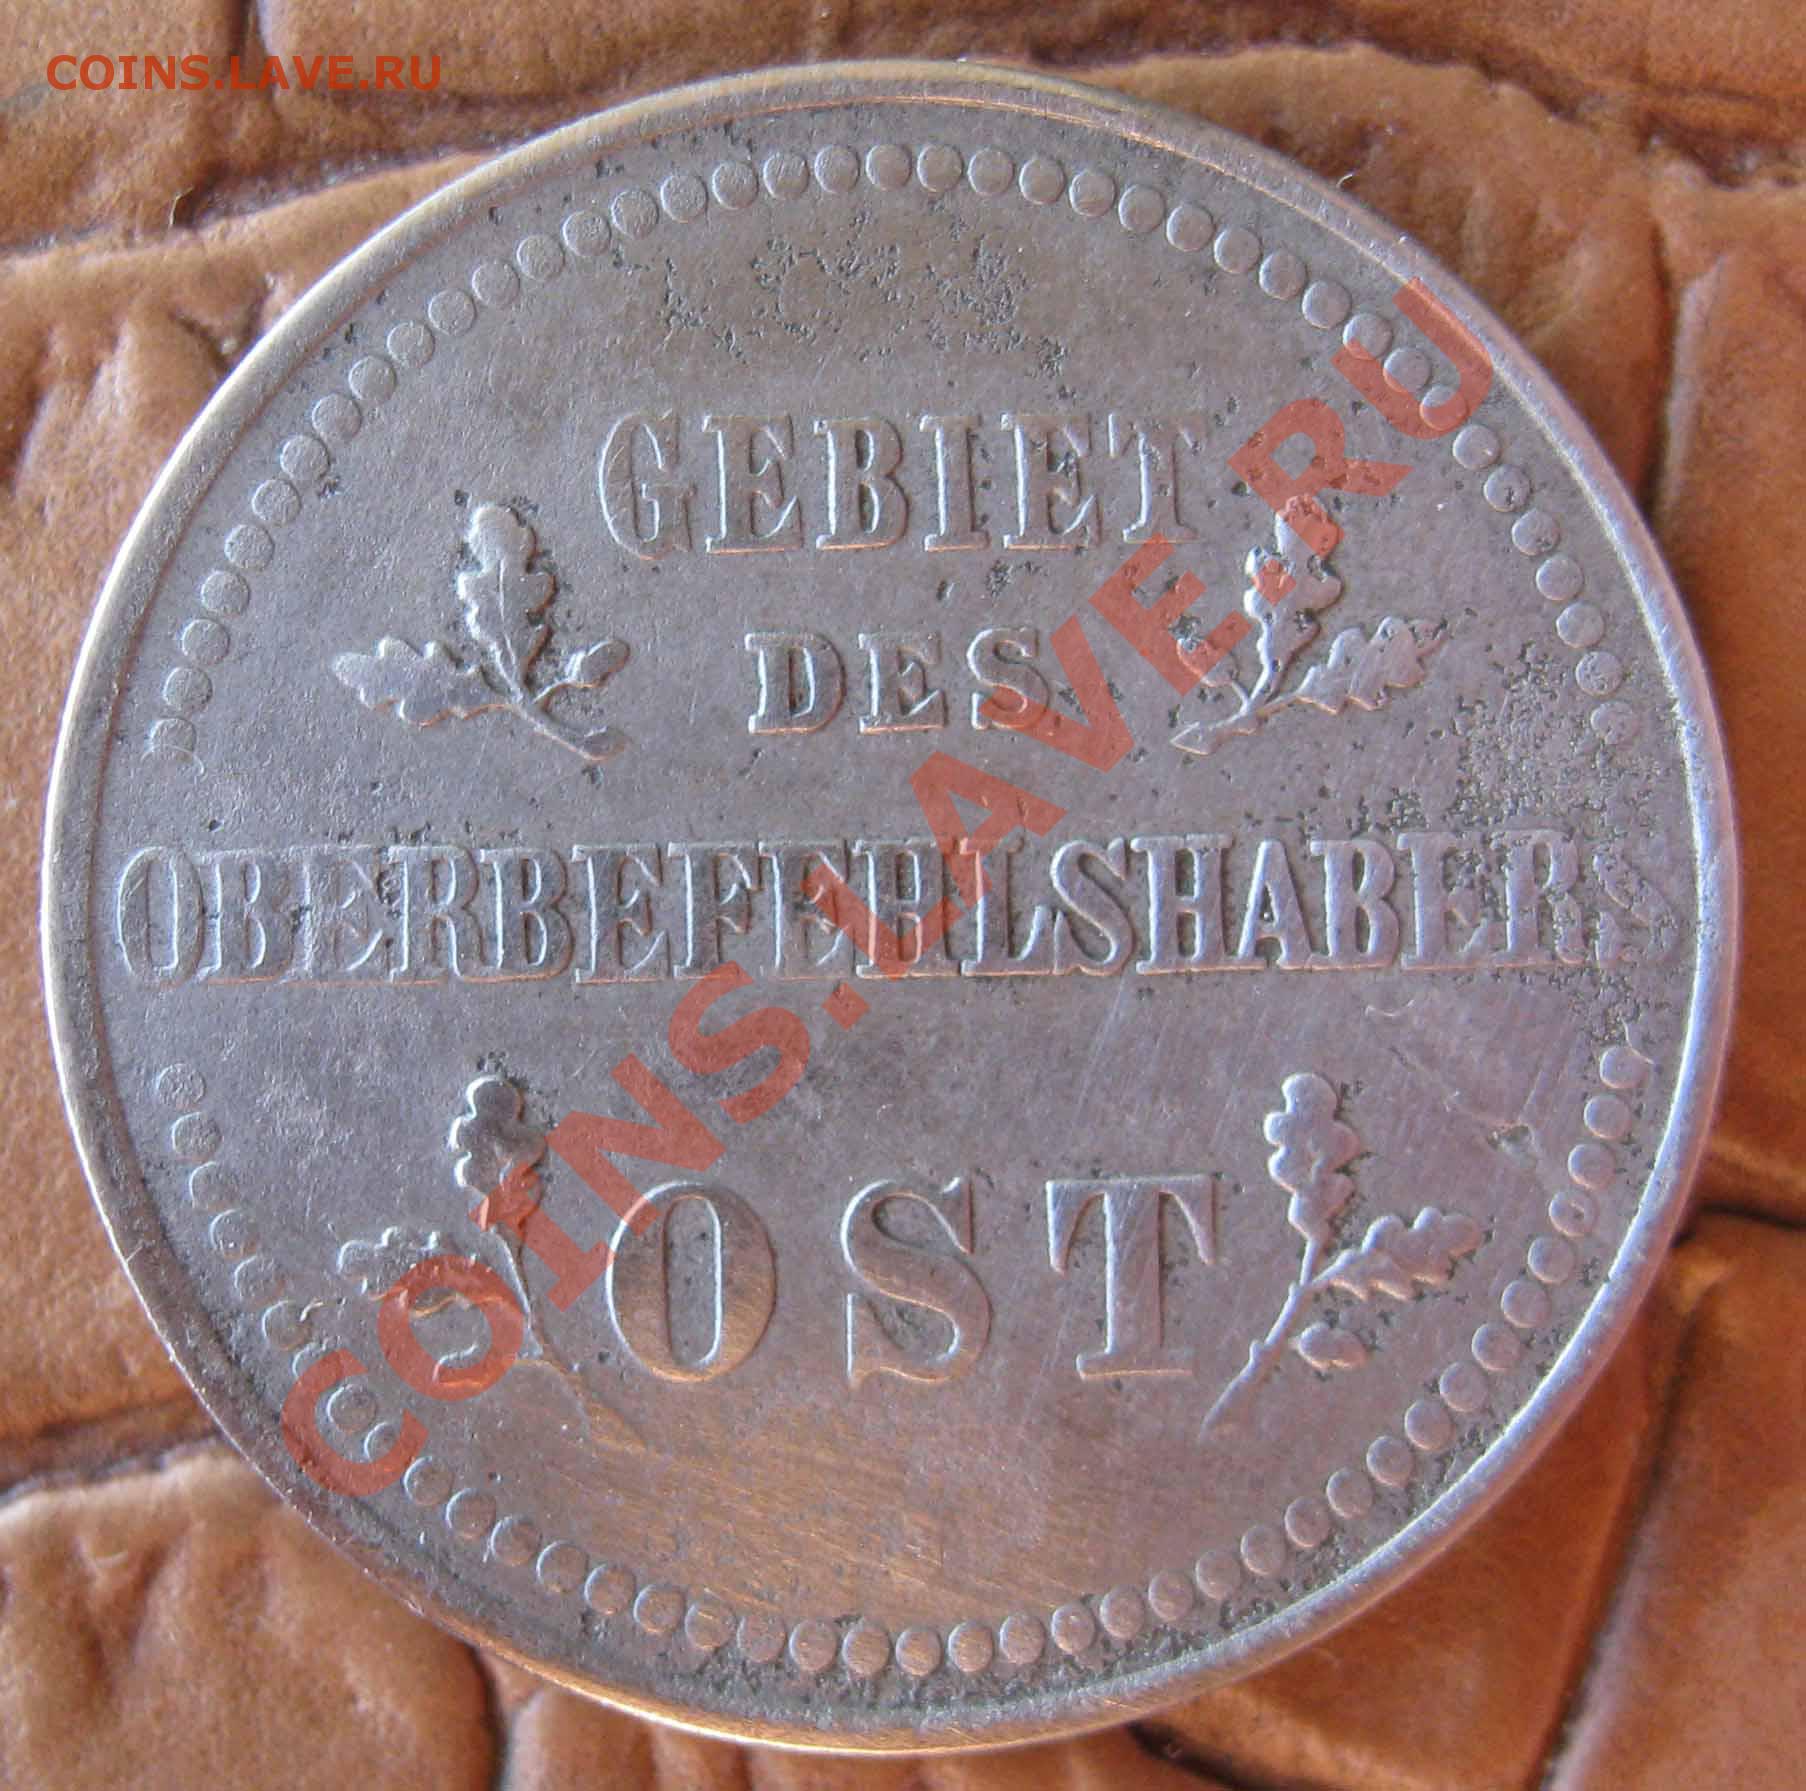 COINS.LAVE.RU
GEBIET
DES
OBERBEFEHLSHABERS
OST
COINS.LAVE.RU